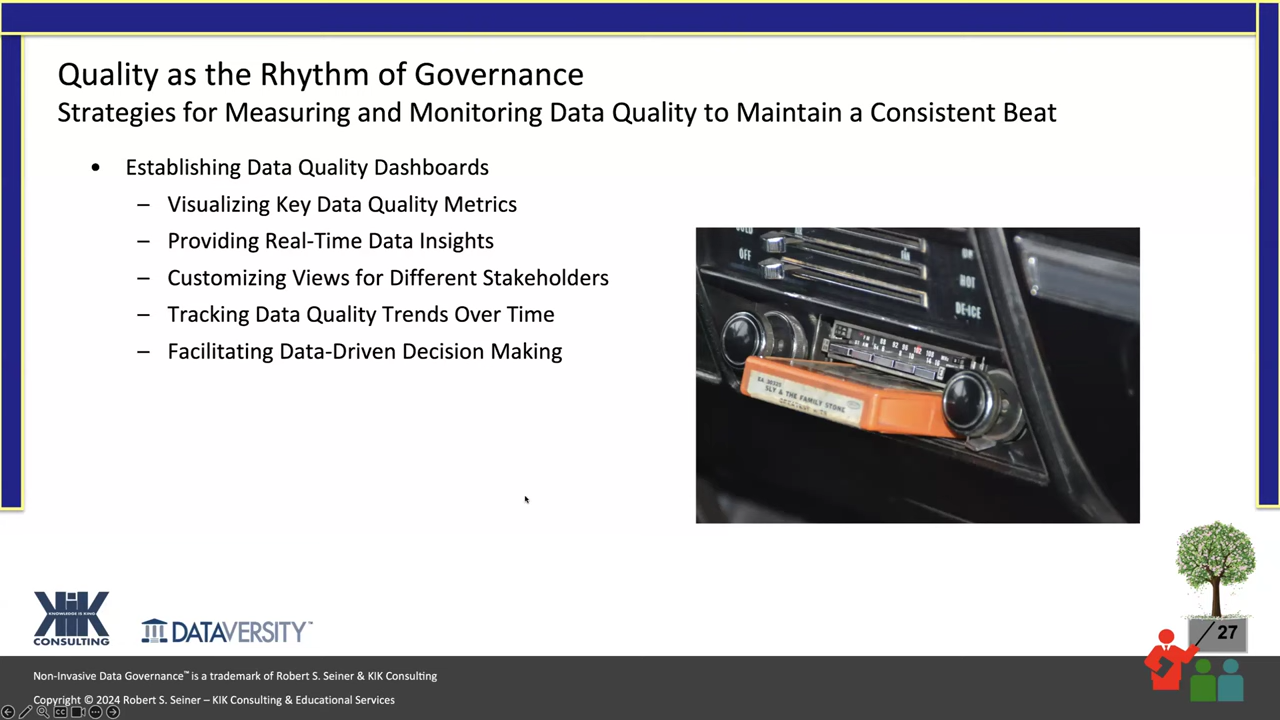 Quality as the Rhythm of Governance
Strategies for Measuring and Monitoring Data Quality to Maintain a Consistent Beat
• Establishing Data Quality Dashboards
– Visualizing Key Data Quality Metrics
– Providing Real-Time Data Insights
– Customizing Views for Different Stakeholders
– Tracking Data Quality Trends Over Time
– Facilitating Data-Driven Decision Making
OFF
HOT
DE-ICE
SLY & THE FAMILY STONE
KIK
KNOWLEDGE IS KING
CONSULTING
DATAVERSITY™
27
Non-Invasive Data Governance™ is a trademark of Robert S. Seiner & KIK Consulting
Copyright © 2024 Robert S. Seiner – KIK Consulting & Educational Services